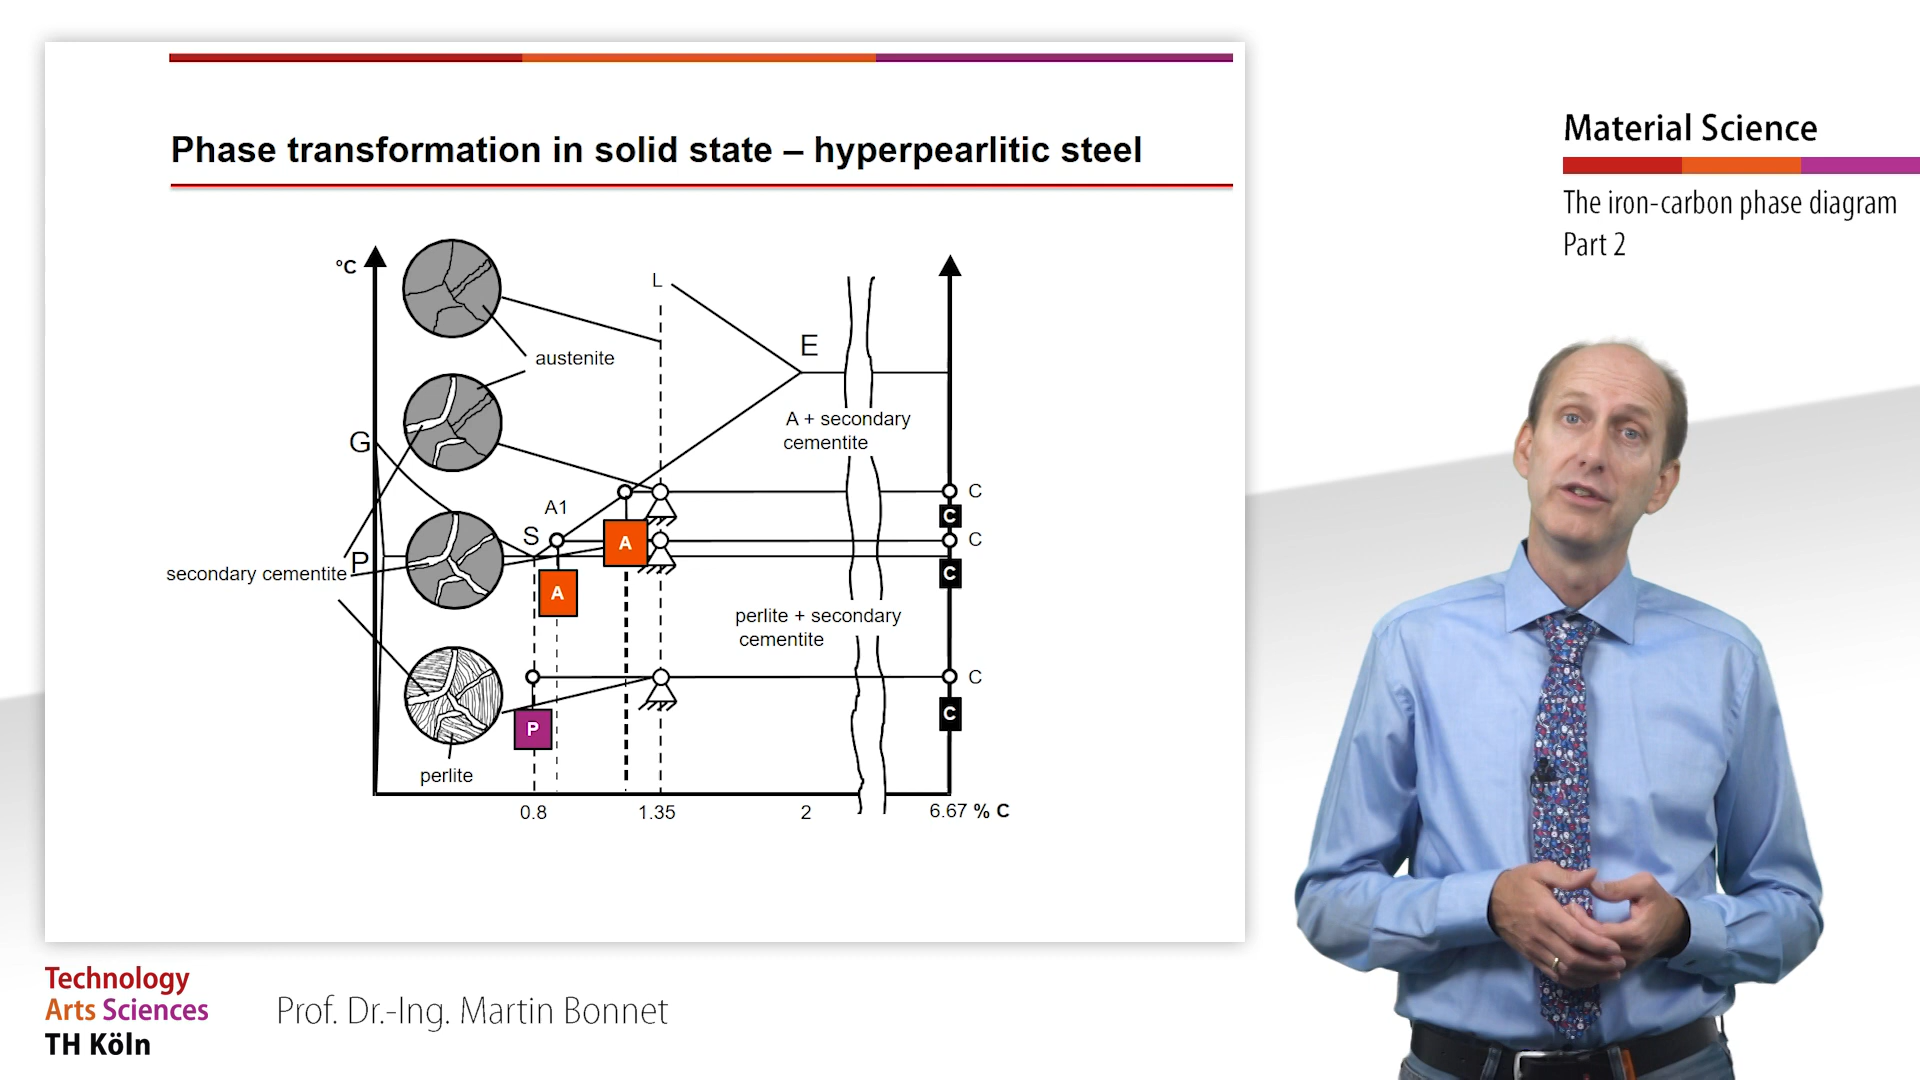 Phase transformation in solid state – hyperpearlitic steel
°C
L
E
austenite
A + secondary
cementite
G
C
A1
C
S
A
C
P
secondary cementite
C
A
perlite + secondary
cementite
C
P
C
perlite
0.8
1.35
2
6.67 % C
Material Science
The iron-carbon phase diagram
Part 2
Technology
Arts Sciences
TH Köln
Prof. Dr.-Ing. Martin Bonnet